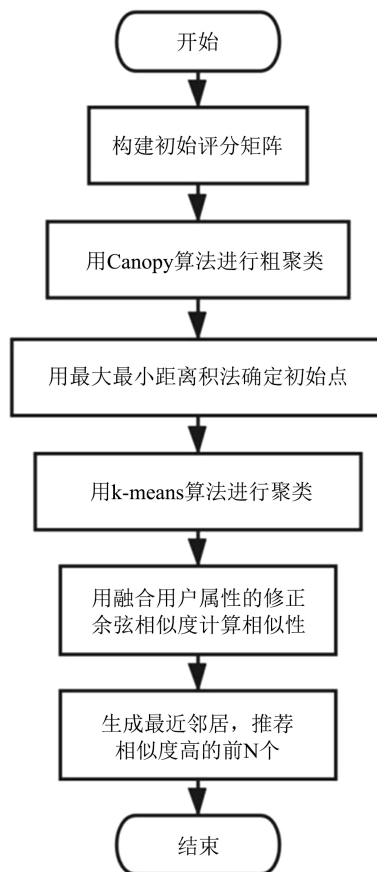 开始
构建初始评分矩阵
用Canopy算法进行粗聚类
用最大最小距离积法确定初始点
用k-means算法进行聚类
用融合用户属性的修正
余弦相似度计算相似性
生成最近邻居，推荐
相似度高的前N个
结束